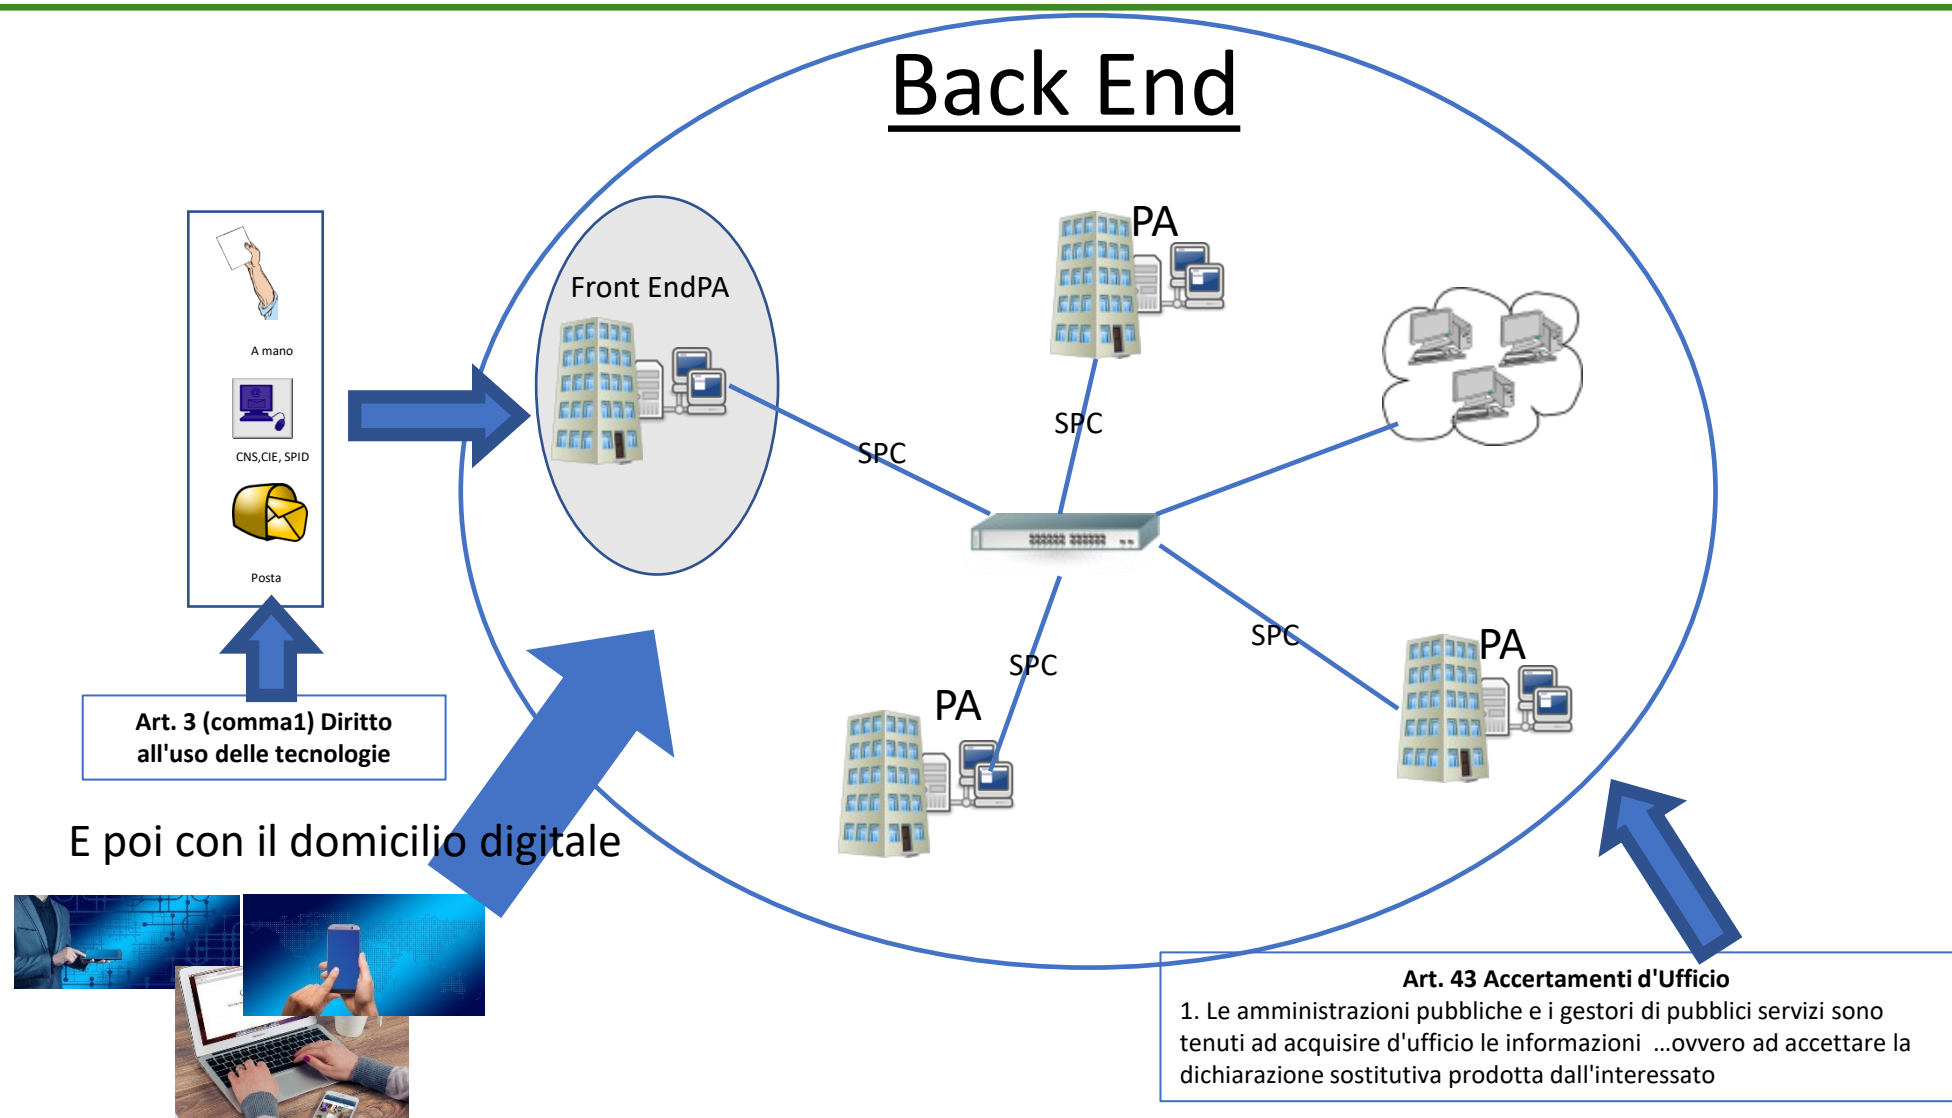 Back End
PA
Front EndPA
A mano
SPC
SPC
CNS,CIE, SPID
Posta
SPC
PA
SPC
PA
Art. 3 (comma1) Diritto
all'uso delle tecnologie
E poi con il domicilio digitale
Art. 43 Accertamenti d'Ufficio
1. Le amministrazioni pubbliche e i gestori di pubblici servizi sono
tenuti ad acquisire d'ufficio le informazioni  …ovvero ad accettare la
dichiarazione sostitutiva prodotta dall'interessato